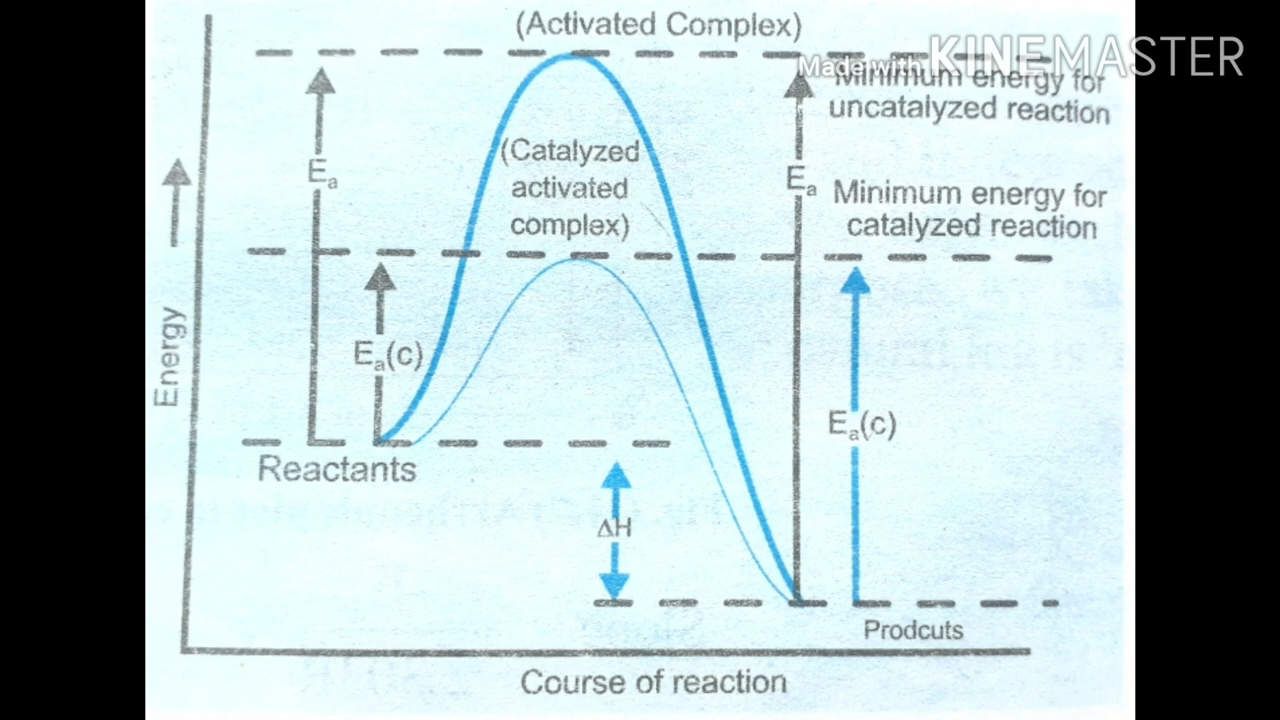 (Activated Complex)
Made with KINEMASTER
Minimum energy for
uncatalyzed reaction
Ea
(Catalyzed
activated
complex)
Ea
Minimum energy for
catalyzed reaction
Energy
Ea(c)
Ea(c)
Reactants
ΔH
Prodcuts
Course of reaction